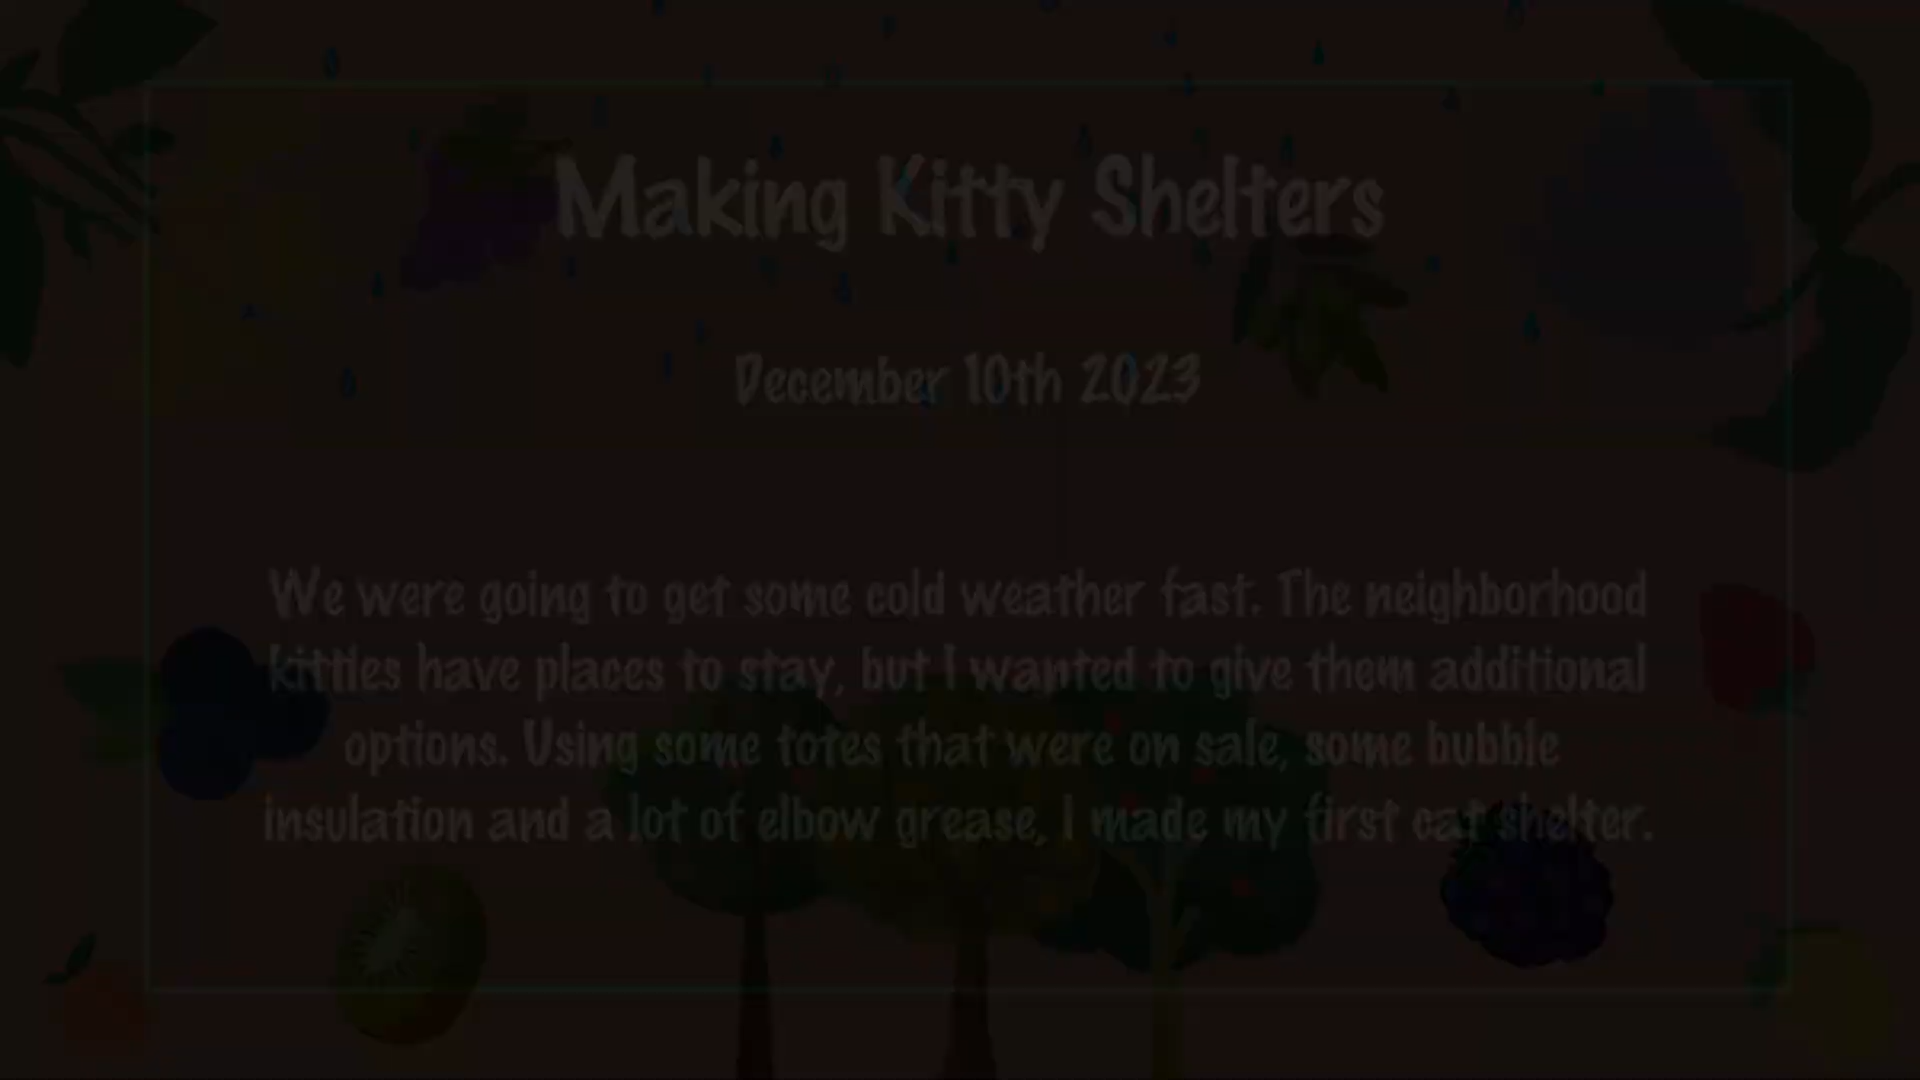 Making Kitty Shelters
December 10th 2023
We were going to get some cold weather fast. The neighborhood
kitties have places to stay, but I wanted to give them additional
options. Using some totes that were on sale, some bubble
insulation and a lot of elbow grease, I made my first cat shelter.